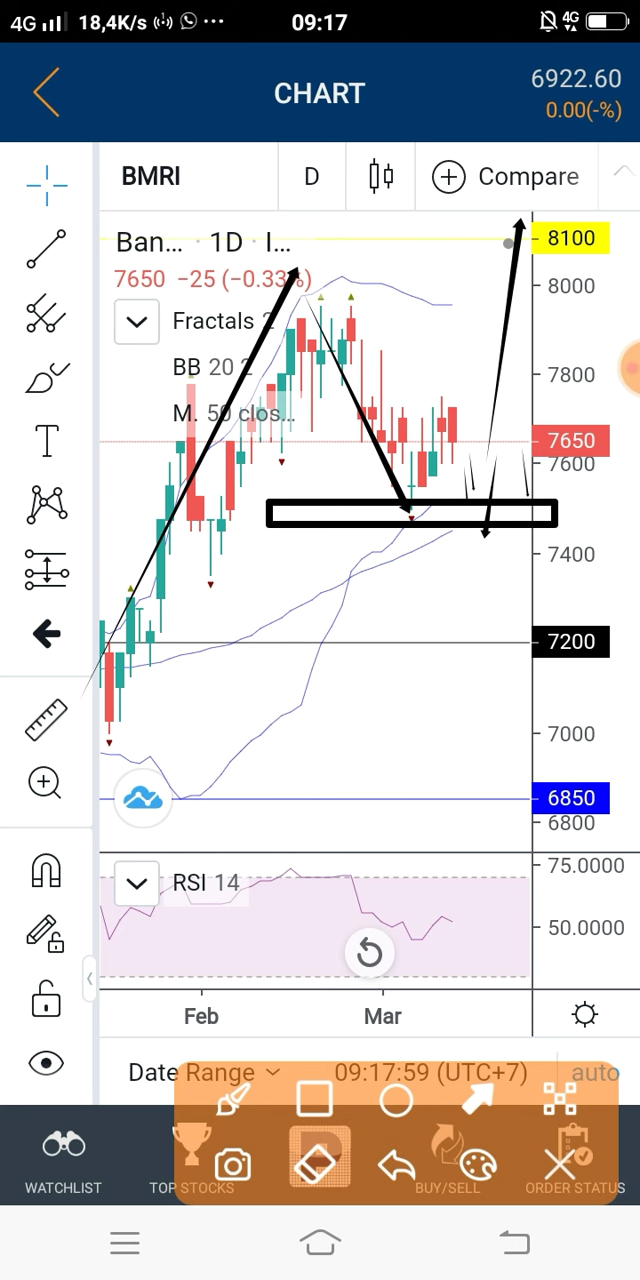 4G 18,4K/s ... 09:17 4G
CHART
6922.60
0.00(-%)
BMRI D Compare
Ban... · 1D · I...
8100
7650 −25 (−0.33%)
8000
Fractals 2
BB 20 2
7800
M. 50 clos...
7650
7600
7400
7200
7000
6850
6800
RSI 14
75.0000
50.0000
Feb Mar
Date Range 09:17:59 (UTC+7) auto
WATCHLIST TOP STOCKS BUY/SELL ORDER STATUS